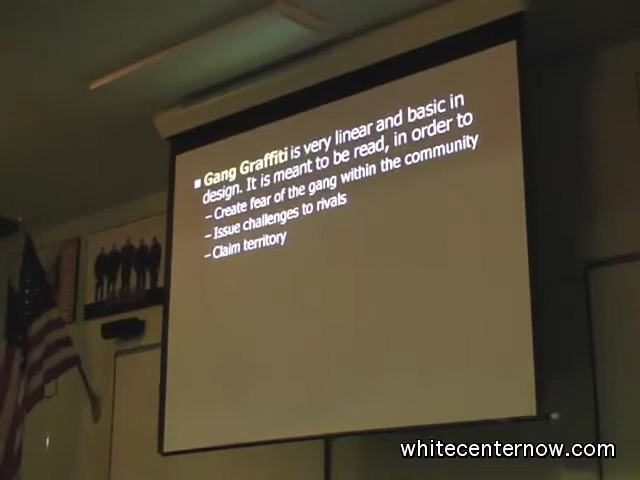 ▪ Gang Graffiti is very linear and basic in
design. It is meant to be read, in order to
– Create fear of the gang within the community
– Issue challenges to rivals
– Claim territory
whitecenternow.com